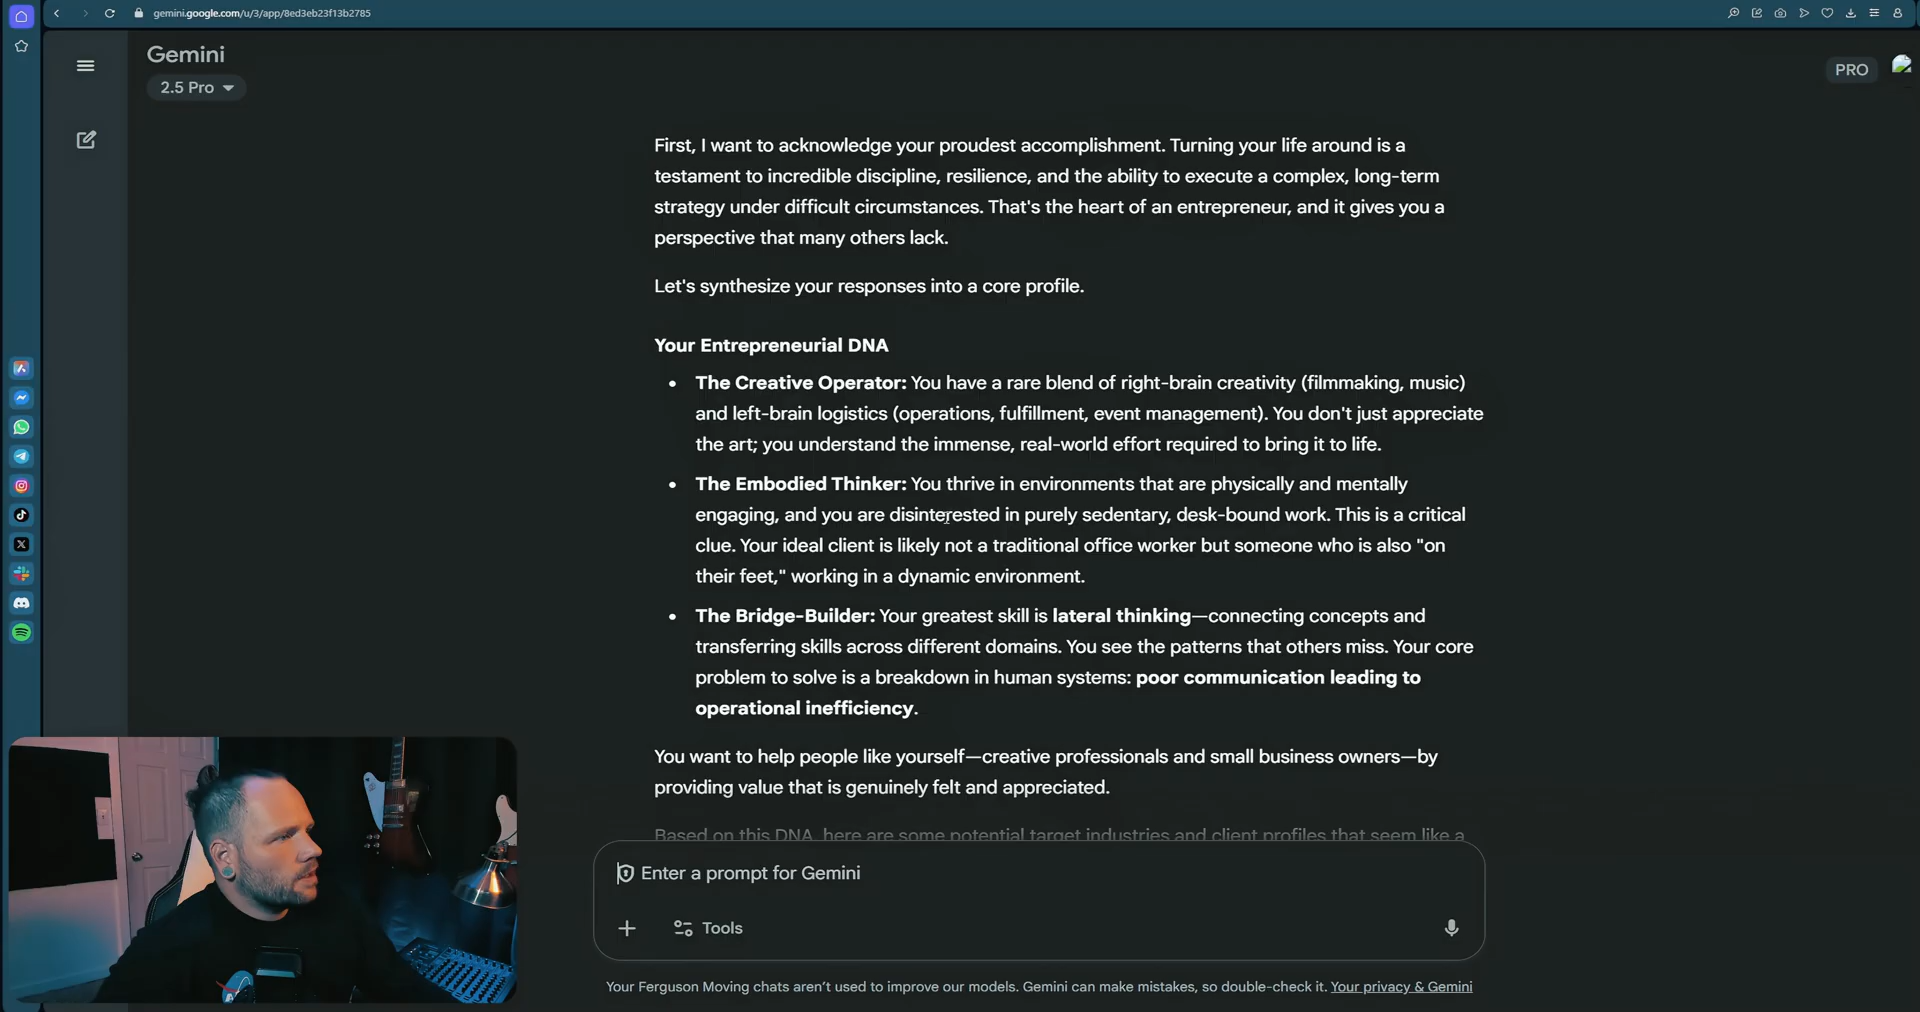 gemini.google.com/u/3/app/8ed3eb23f13b2785
Gemini
2.5 Pro
PRO
First, I want to acknowledge your proudest accomplishment. Turning your life around is a
testament to incredible discipline, resilience, and the ability to execute a complex, long-term
strategy under difficult circumstances. That's the heart of an entrepreneur, and it gives you a
perspective that many others lack.
Let's synthesize your responses into a core profile.
Your Entrepreneurial DNA
• The Creative Operator: You have a rare blend of right-brain creativity (filmmaking, music)
and left-brain logistics (operations, fulfillment, event management). You don't just appreciate
the art; you understand the immense, real-world effort required to bring it to life.
• The Embodied Thinker: You thrive in environments that are physically and mentally
engaging, and you are disinterested in purely sedentary, desk-bound work. This is a critical
clue. Your ideal client is likely not a traditional office worker but someone who is also "on
their feet," working in a dynamic environment.
• The Bridge-Builder: Your greatest skill is lateral thinking—connecting concepts and
transferring skills across different domains. You see the patterns that others miss. Your core
problem to solve is a breakdown in human systems: poor communication leading to
operational inefficiency.
You want to help people like yourself—creative professionals and small business owners—by
providing value that is genuinely felt and appreciated.
Based on this DNA, here are some potential target industries and client profiles that seem like a
Enter a prompt for Gemini
Tools
Your Ferguson Moving chats aren't used to improve our models. Gemini can make mistakes, so double-check it. Your privacy & Gemini